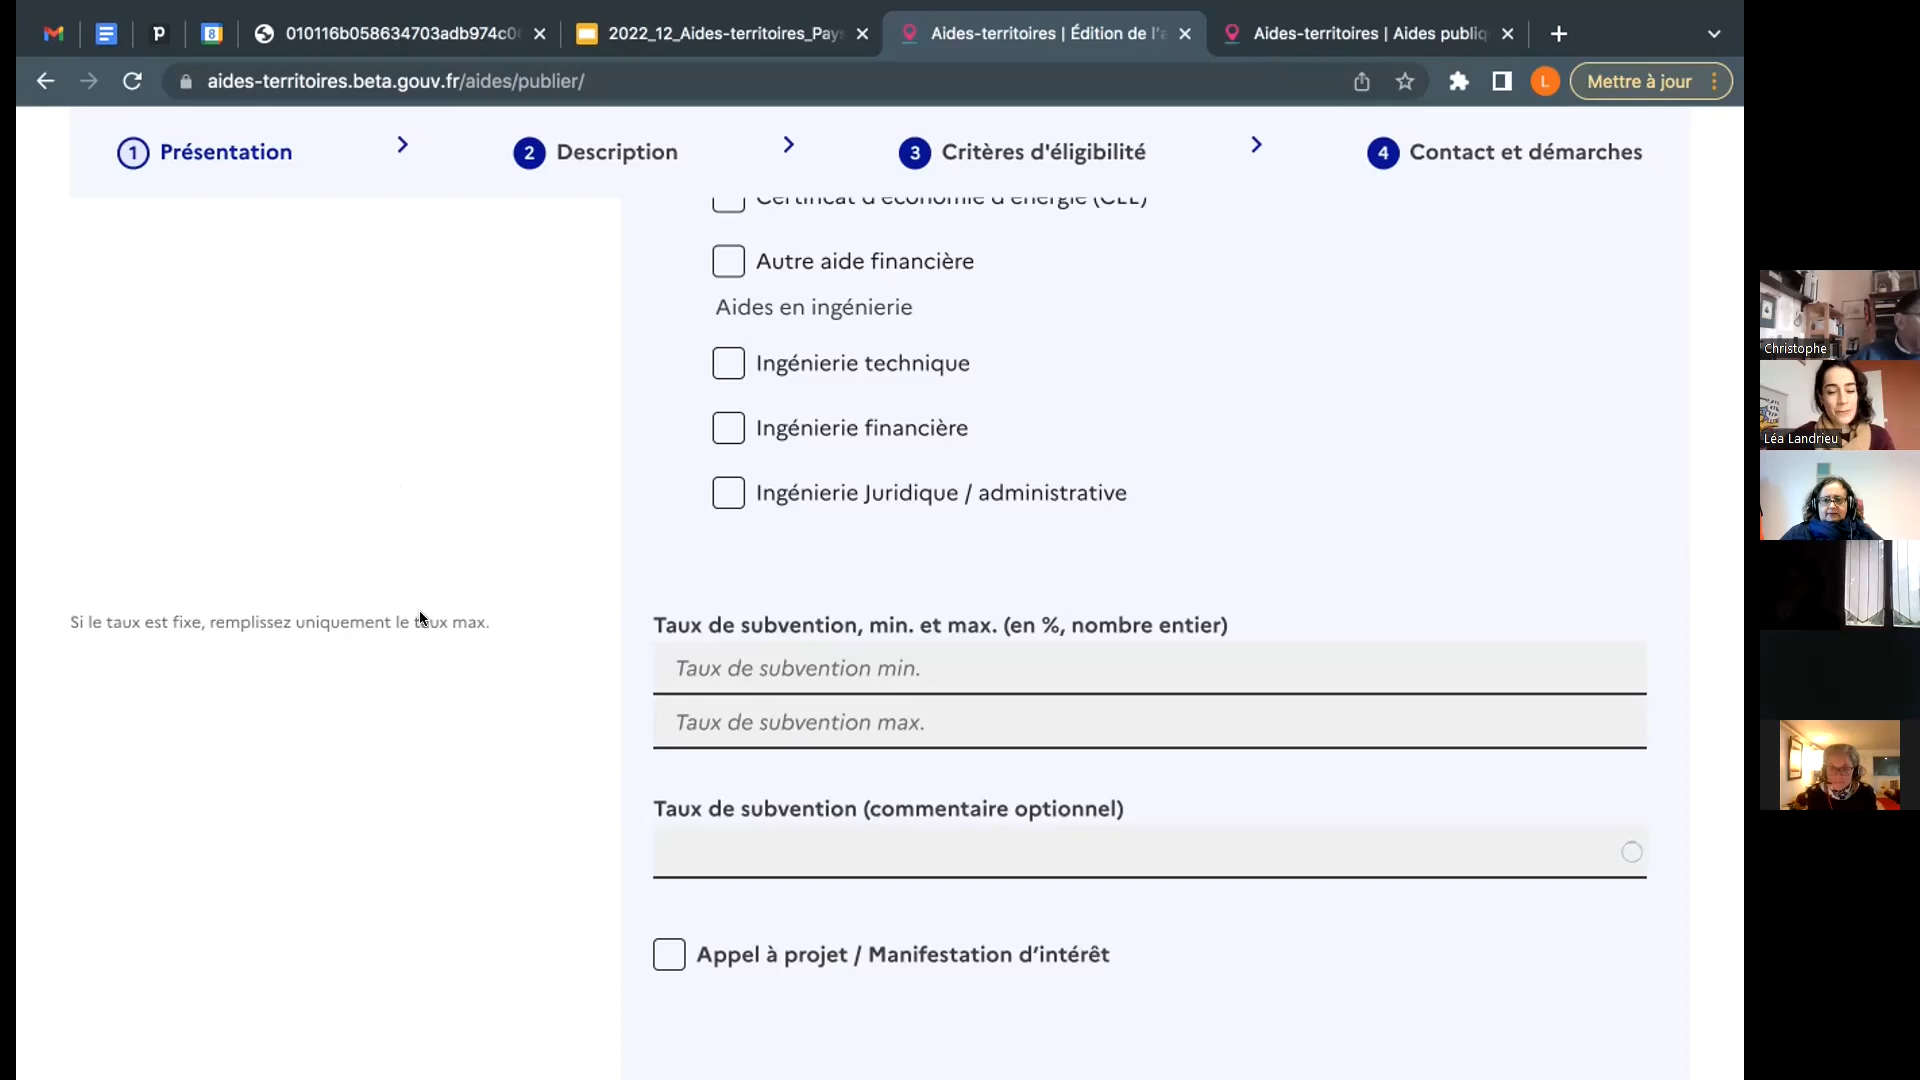 010116b058634703adb974c0
2022_12_Aides-territoires_Pay
Aides-territoires | Édition de l'a
Aides-territoires | Aides publiq
aides-territoires.beta.gouv.fr/aides/publier/
L
Mettre à jour
1 Présentation
2 Description
3 Critères d'éligibilité
4 Contact et démarches
Certificat d'économie d'énergie (CEE)
Autre aide financière
Aides en ingénierie
Ingénierie technique
Ingénierie financière
Ingénierie Juridique / administrative
Si le taux est fixe, remplissez uniquement le taux max.
Taux de subvention, min. et max. (en %, nombre entier)
Taux de subvention min.
Taux de subvention max.
Taux de subvention (commentaire optionnel)
Appel à projet / Manifestation d’intérêt
Christophe
Léa Landrieu